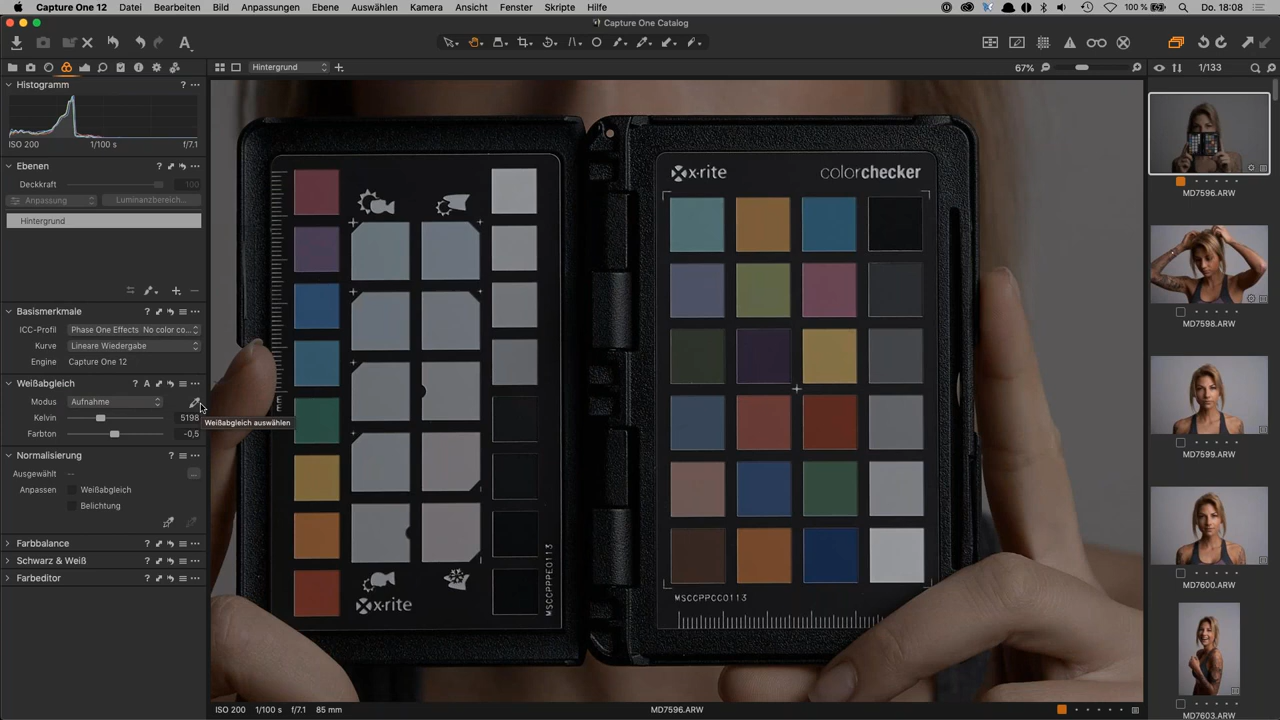 Capture One 12 Datei Bearbeiten Bild Anpassungen Ebene Auswählen Kamera Ansicht Fenster Skripte Hilfe 100 % Do. 18:08
Capture One Catalog
Hintergrund
67%
1/133
Histogramm
ISO 200 1/100 s f/7.1
Ebenen
Deckkraft 100
Anpassung Luminanzbereich...
Hintergrund
Basismerkmale
ICC-Profil Phase One Effects No color co...
Kurve Lineare Wiedergabe
Engine Capture One 12
Weißabgleich
Modus Aufnahme
Kelvin 5198
Weißabgleich auswählen
Farbton -0,5
Normalisierung
Ausgewählt --
Anpassen Weißabgleich
Belichtung
Farbbalance
Schwarz & Weiß
Farbeditor
x·rite
MSCCPPPE0113
x·rite colorchecker
MSCCPPCC0113
ISO 200 1/100 s f/7.1 85 mm
MD7596.ARW
MD7596.ARW
MD7598.ARW
MD7599.ARW
MD7600.ARW
MD7603.ARW